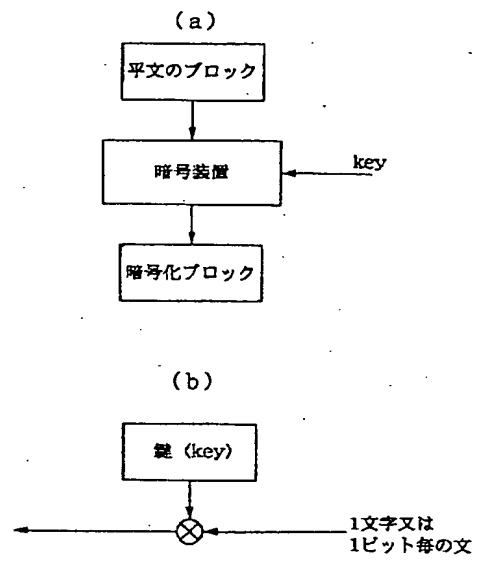 (a)
平文のブロック
暗号装置
key
暗号化ブロック
(b)
鍵 (key)
1文字又は
1ビット毎の文